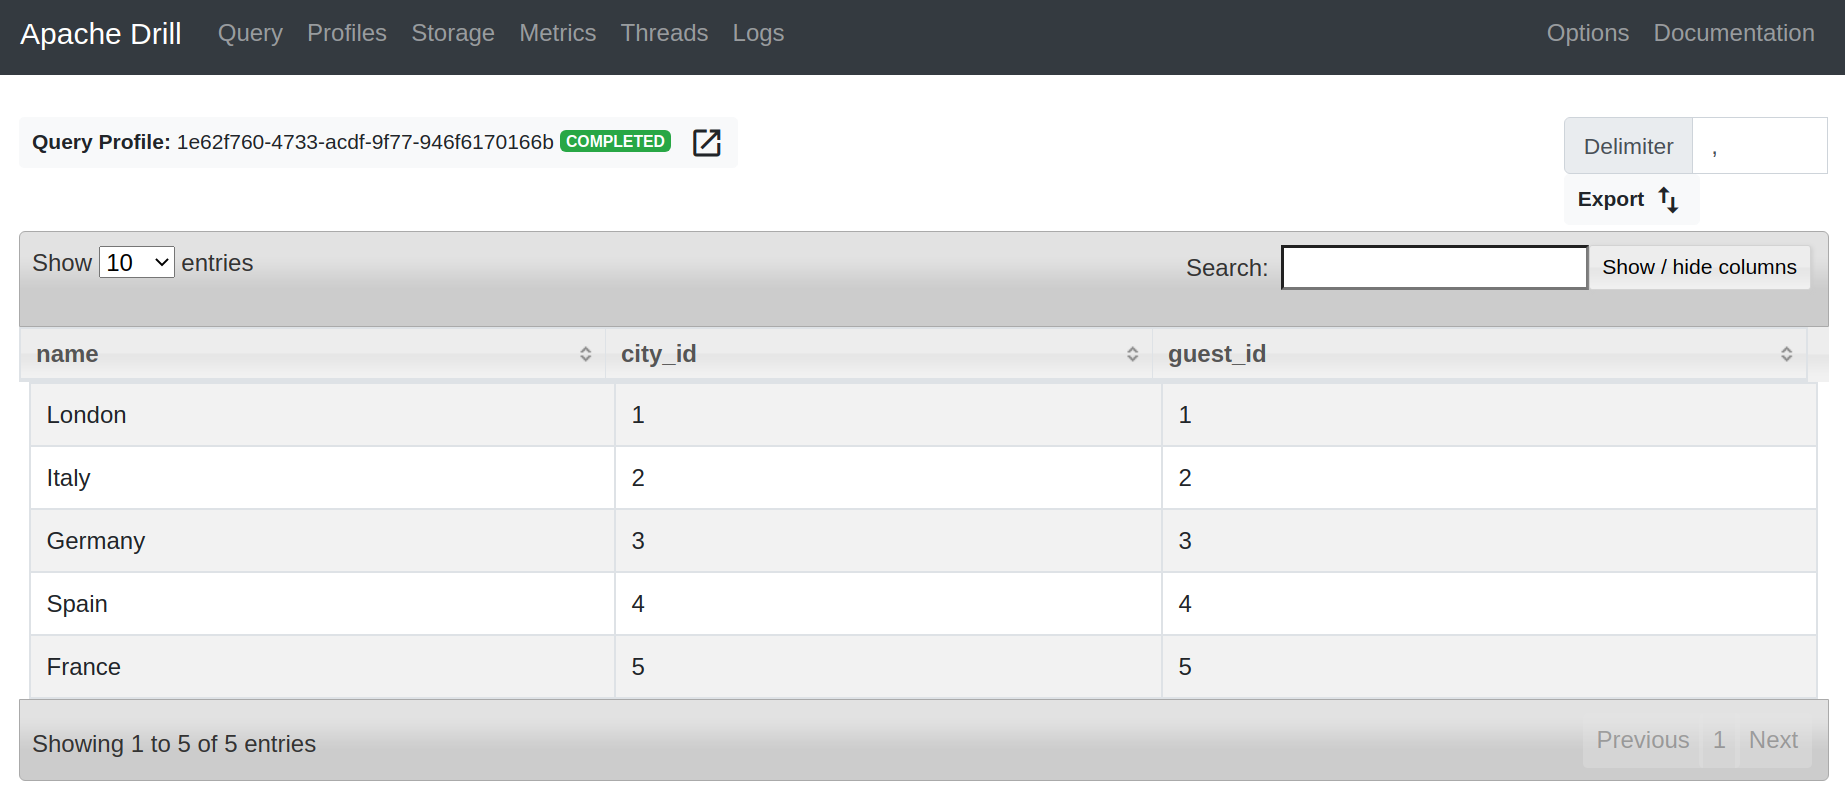 Apache Drill Query Profiles Storage Metrics Threads Logs Options Documentation
Query Profile: 1e62f760-4733-acdf-9f77-946f6170166b COMPLETED
Delimiter ,
Export
Show 10 entries Search: Show / hide columns
name city_id guest_id
London 1 1
Italy 2 2
Germany 3 3
Spain 4 4
France 5 5
Showing 1 to 5 of 5 entries Previous 1 Next